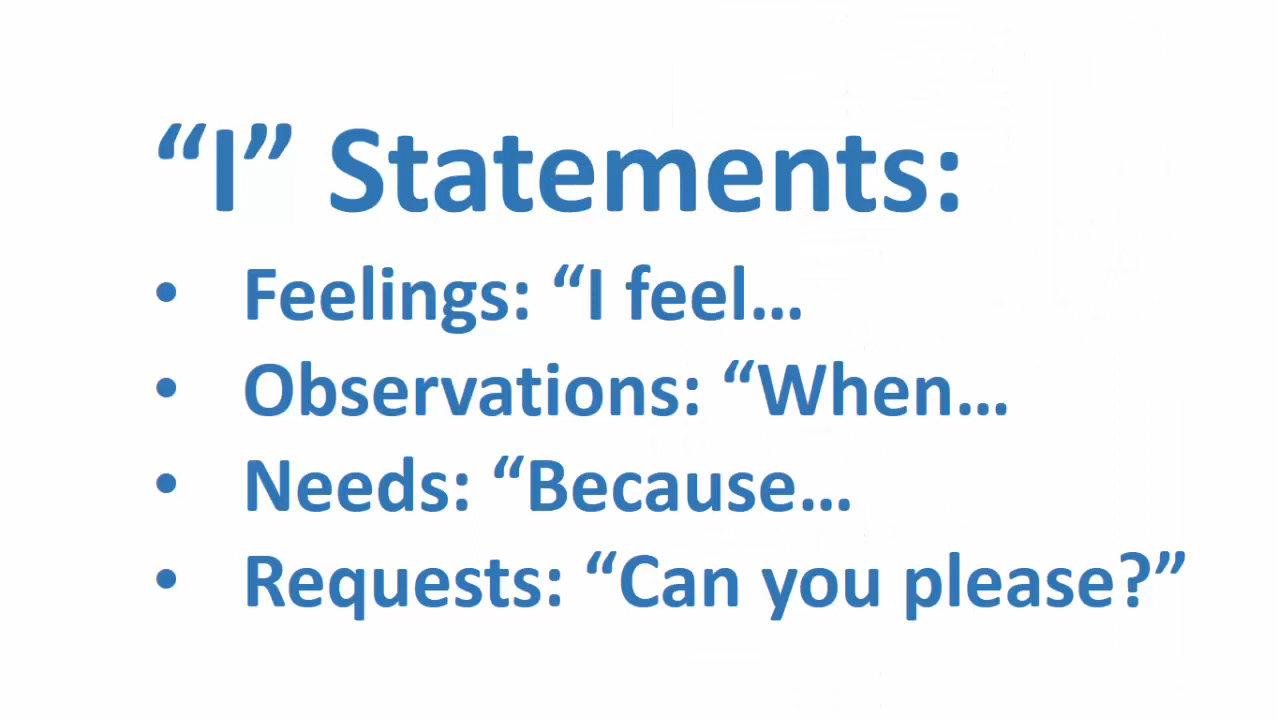 “I” Statements:
• Feelings: “I feel…
• Observations: “When…
• Needs: “Because…
• Requests: “Can you please?”